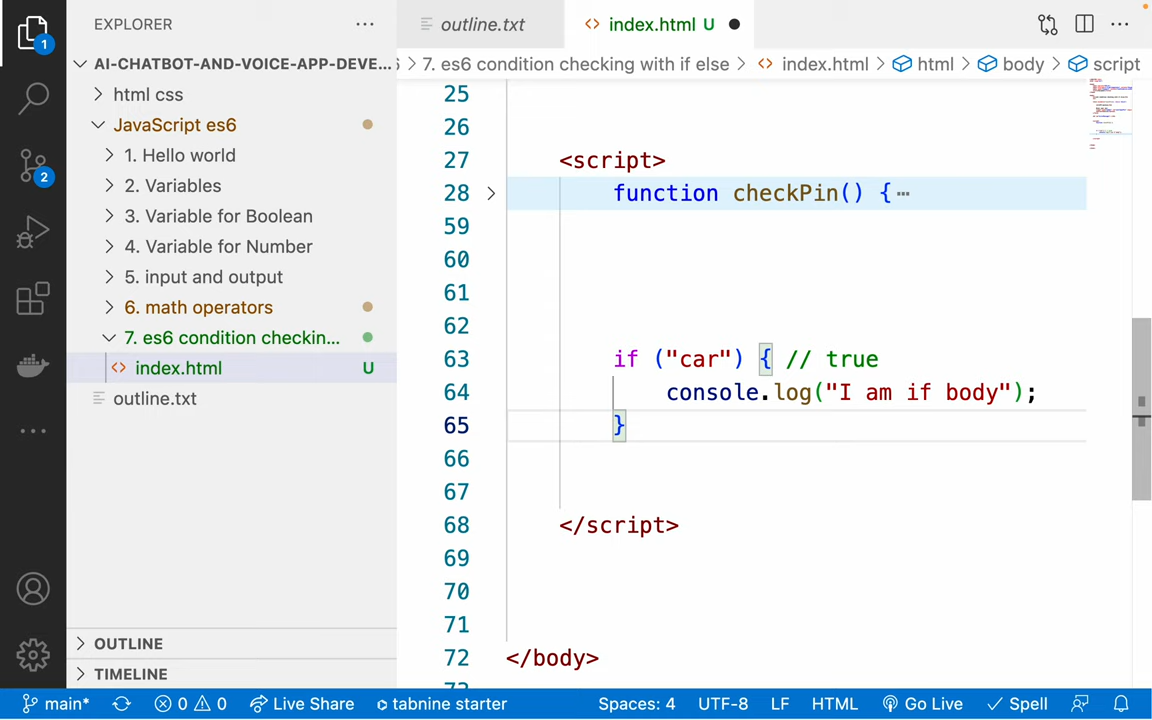 EXPLORER
AI-CHATBOT-AND-VOICE-APP-DEVE...
html css
JavaScript es6
1. Hello world
2. Variables
3. Variable for Boolean
4. Variable for Number
5. input and output
6. math operators
7. es6 condition checkin...
index.html U
outline.txt
OUTLINE
TIMELINE
1
2
outline.txt
index.html U
6 > 7. es6 condition checking with if else > index.html > html > body > script
25
26
27 <script>
28 function checkPin() {⋯
59
60
61
62
63 if ("car") { // true
64 console.log("I am if body");
65 }
66
67
68 </script>
69
70
71
72 </body>
main* 0 0 Live Share tabnine starter Spaces: 4 UTF-8 LF HTML Go Live Spell